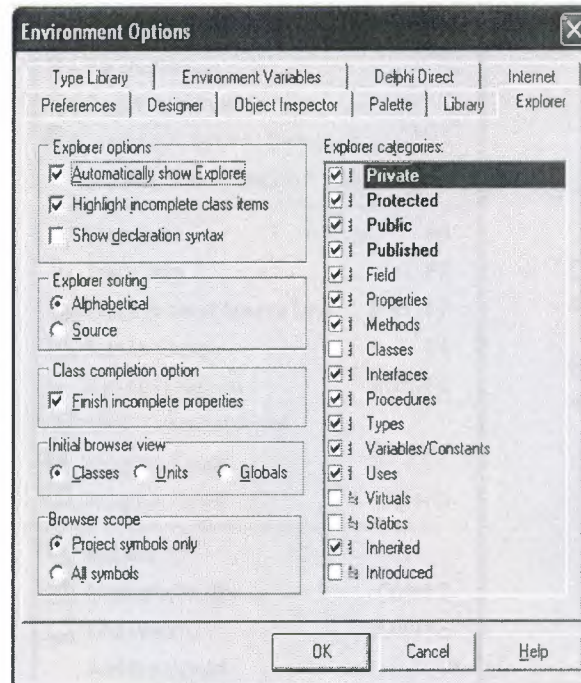 Environment Options
Type Library
Environment Variables
Delphi Direct
Internet
Preferences
Designer
Object Inspector
Palette
Library
Explorer
Explorer options
Automatically show Explorer
Highlight incomplete class items
Show declaration syntax
Explorer sorting
Alphabetical
Source
Class completion option
Finish incomplete properties
Initial browser view
Classes
Units
Globals
Browser scope
Project symbols only
All symbols
Explorer categories:
Private
Protected
Public
Published
Field
Properties
Methods
Classes
Interfaces
Procedures
Types
Variables/Constants
Uses
Virtuals
Statics
Inherited
Introduced
OK
Cancel
Help